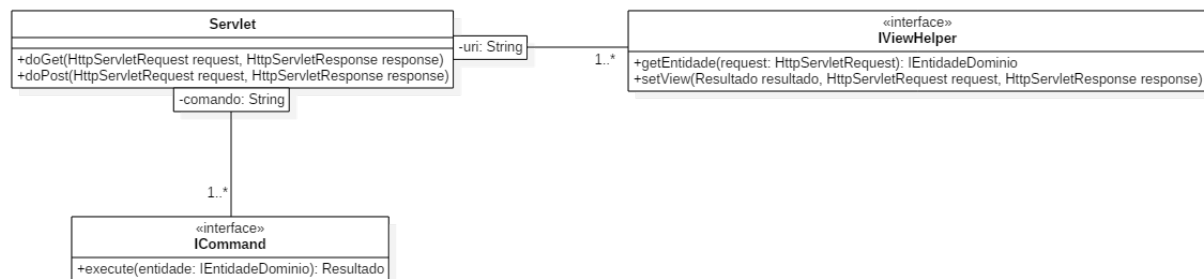 Servlet
+doGet(HttpServletRequest request, HttpServletResponse response)
+doPost(HttpServletRequest request, HttpServletResponse response)
-uri: String
-comando: String
1..*
«interface»
IViewHelper
+getEntidade(request: HttpServletRequest): IEntidadeDominio
+setView(Resultado resultado, HttpServletRequest request, HttpServletResponse response)
1..*
«interface»
ICommand
+execute(entidade: IEntidadeDominio): Resultado